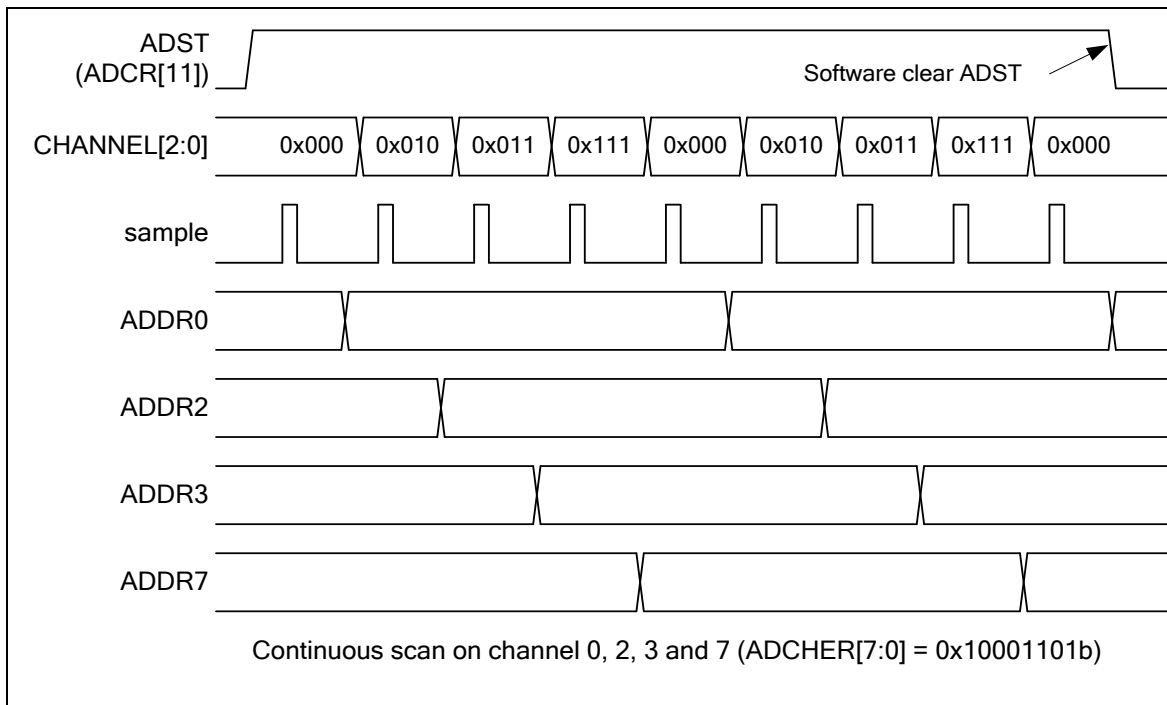 ADST
(ADCR[11])
Software clear ADST
CHANNEL[2:0]
0x000 0x010 0x011 0x111 0x000 0x010 0x011 0x111 0x000
sample
ADDR0
ADDR2
ADDR3
ADDR7
Continuous scan on channel 0, 2, 3 and 7 (ADCHER[7:0] = 0x10001101b)